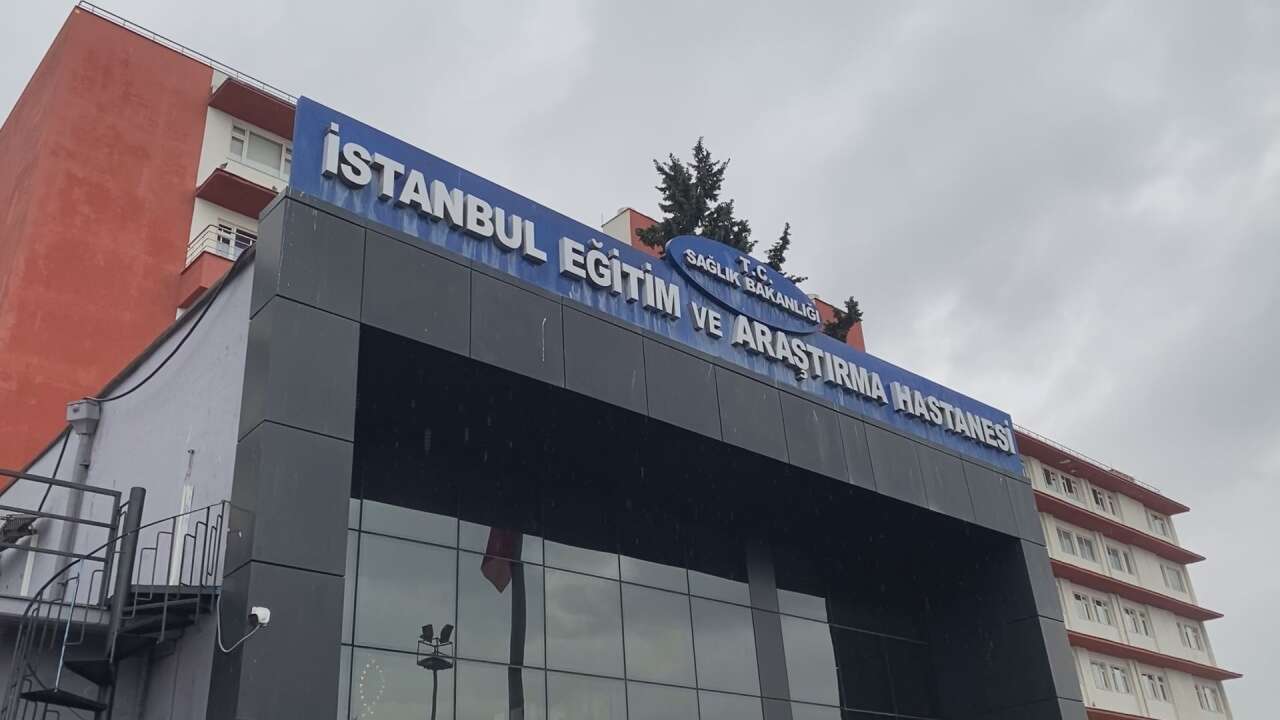 T.C.
SAĞLIK BAKANLIĞI
İSTANBUL EĞİTİM VE ARAŞTIRMA HASTANESİ